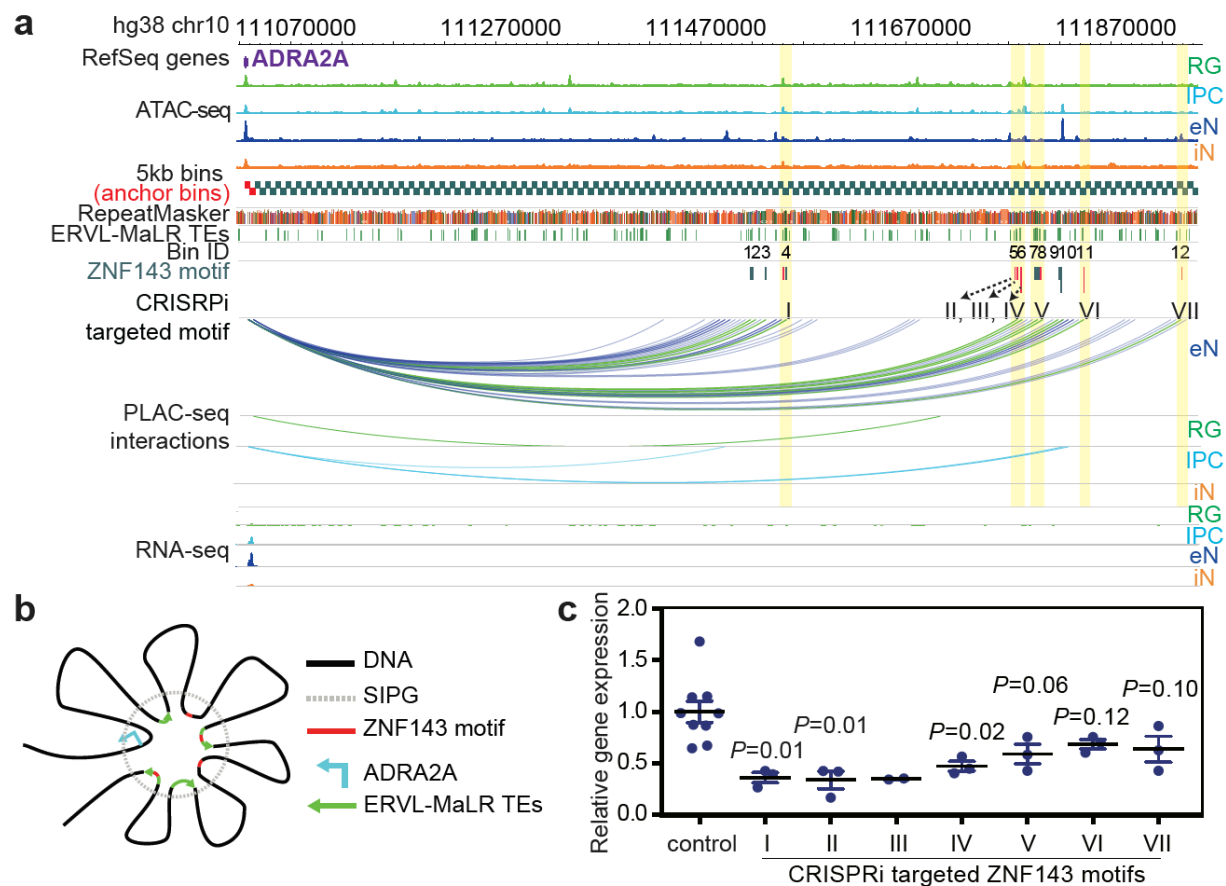 a
hg38 chr10 111070000 111270000 111470000 111670000 111870000
RefSeq genes ADRA2A
RG
ATAC-seq
IPC
eN
iN
5kb bins
(anchor bins)
RepeatMasker
ERVL-MaLR TEs
Bin ID 123 4 56 78 91011 12
ZNF143 motif
CRISRPi
targeted motif
I II, III, IV V VI VII
eN
PLAC-seq
interactions
RG
IPC
iN
RNA-seq
RG
IPC
eN
iN
b
DNA
SIPG
ZNF143 motif
ADRA2A
ERVL-MaLR TEs
c
Relative gene expression
2.0
1.5
1.0
0.5
0.0
P=0.01
P=0.01
P=0.02
P=0.06
P=0.12
P=0.10
control I II III IV V VI VII
CRISPRi targeted ZNF143 motifs